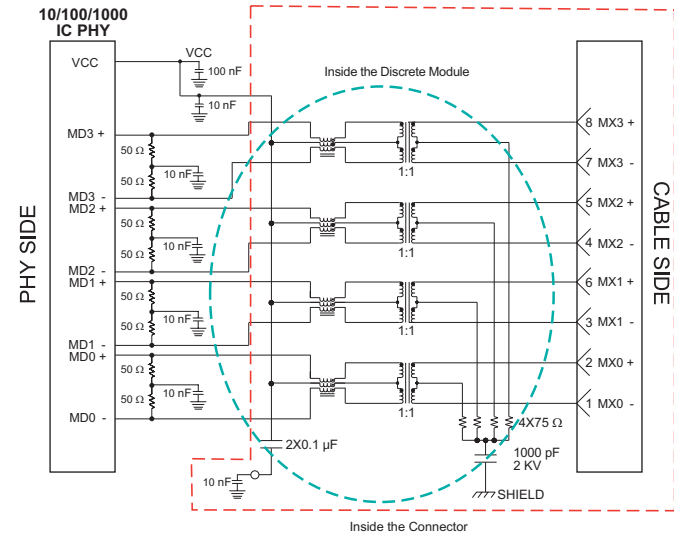 10/100/1000
IC PHY
VCC
VCC
100 nF
10 nF
Inside the Discrete Module
MD3 +
50 Ω
10 nF
50 Ω
MD3 -
MD2 +
50 Ω
10 nF
50 Ω
MD2 -
MD1 +
50 Ω
10 nF
50 Ω
MD1 -
MD0 +
50 Ω
10 nF
50 Ω
MD0 -
PHY SIDE
1:1
1:1
1:1
1:1
8 MX3 +
7 MX3 -
5 MX2 +
4 MX2 -
6 MX1 +
3 MX1 -
2 MX0 +
1 MX0 -
CABLE SIDE
4X75 Ω
2X0.1 µF
10 nF
1000 pF
2 KV
SHIELD
Inside the Connector